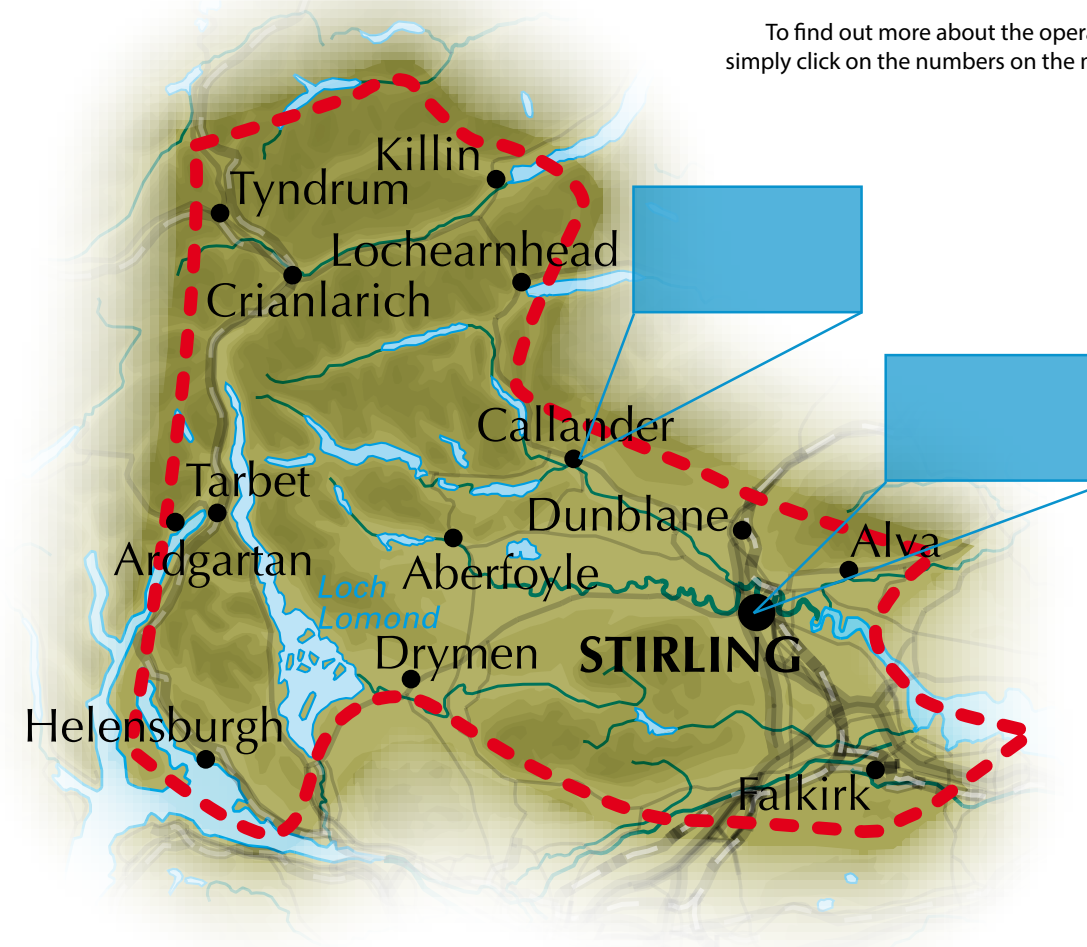 To find out more about the opera
simply click on the numbers on the
Killin
Tyndrum
Lochearnhead
Crianlarich
Callander
Tarbet
Dunblane
Alva
Ardgartan
Aberfoyle
Loch
Lomond
Drymen
STIRLING
Helensburgh
Falkirk